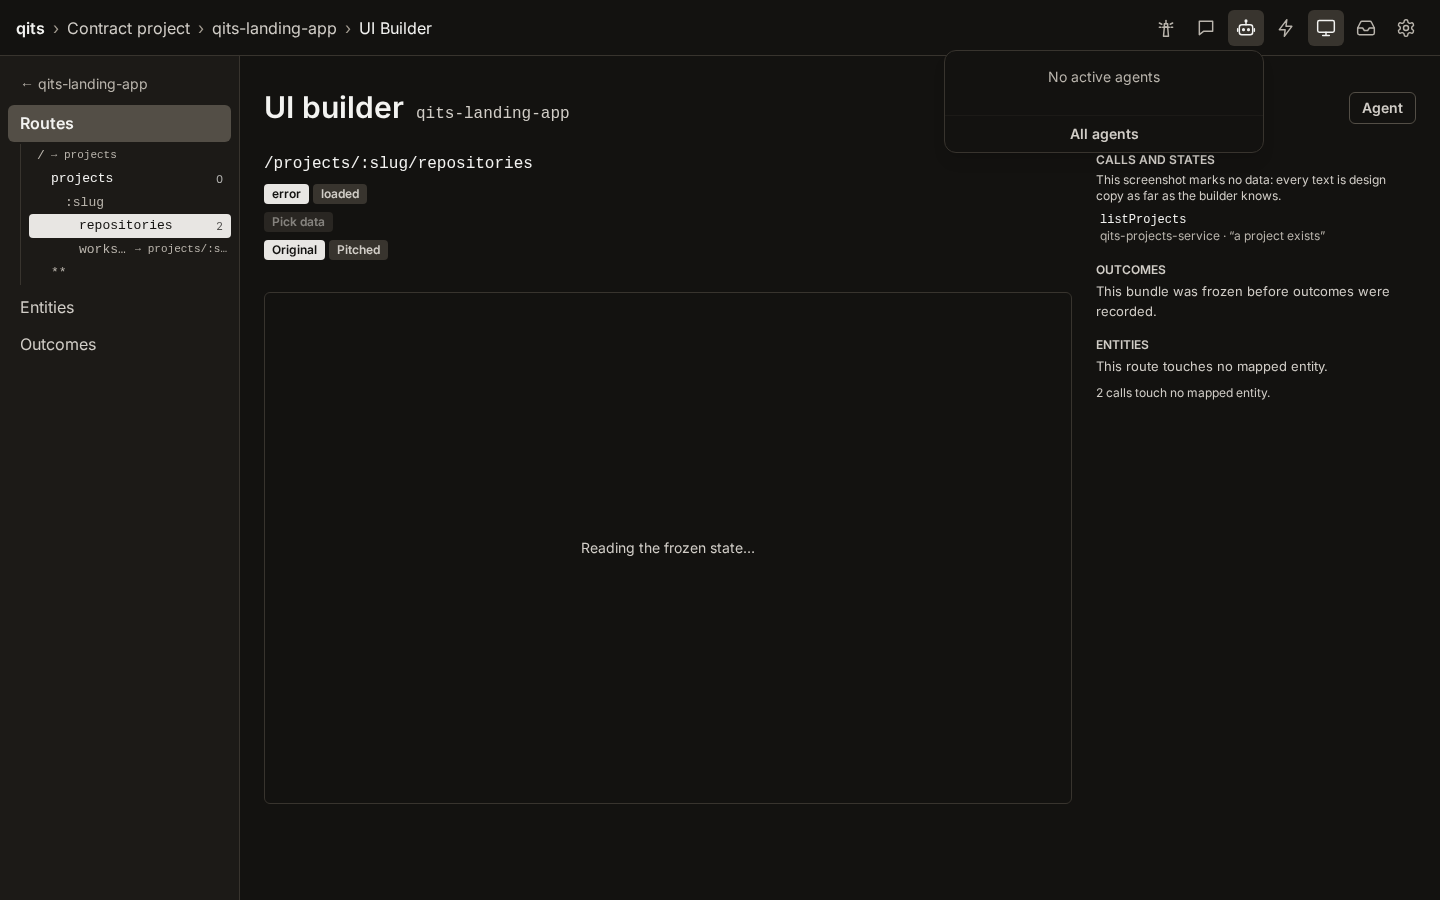 qits › Contract project › qits-landing-app › UI Builder
No active agents
All agents
← qits-landing-app
Routes
/ → projects
projects 0
:slug
repositories 2
works… → projects/:s…
**
Entities
Outcomes
UI builder qits-landing-app
Agent
/projects/:slug/repositories
error loaded
Pick data
Original Pitched
Reading the frozen state…
CALLS AND STATES
This screenshot marks no data: every text is design
copy as far as the builder knows.
listProjects
qits-projects-service · “a project exists”
OUTCOMES
This bundle was frozen before outcomes were
recorded.
ENTITIES
This route touches no mapped entity.
2 calls touch no mapped entity.